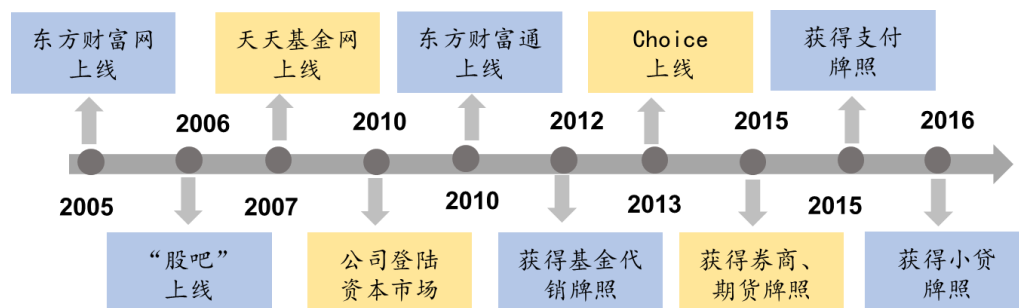 东方财富网
上线
天天基金网
上线
东方财富通
上线
Choice
上线
获得支付
牌照
2006
2010
2012
2015
2016
2005
2007
2010
2013
2015
“股吧”
上线
公司登陆
资本市场
获得基金代
销牌照
获得券商、
期货牌照
获得小贷
牌照